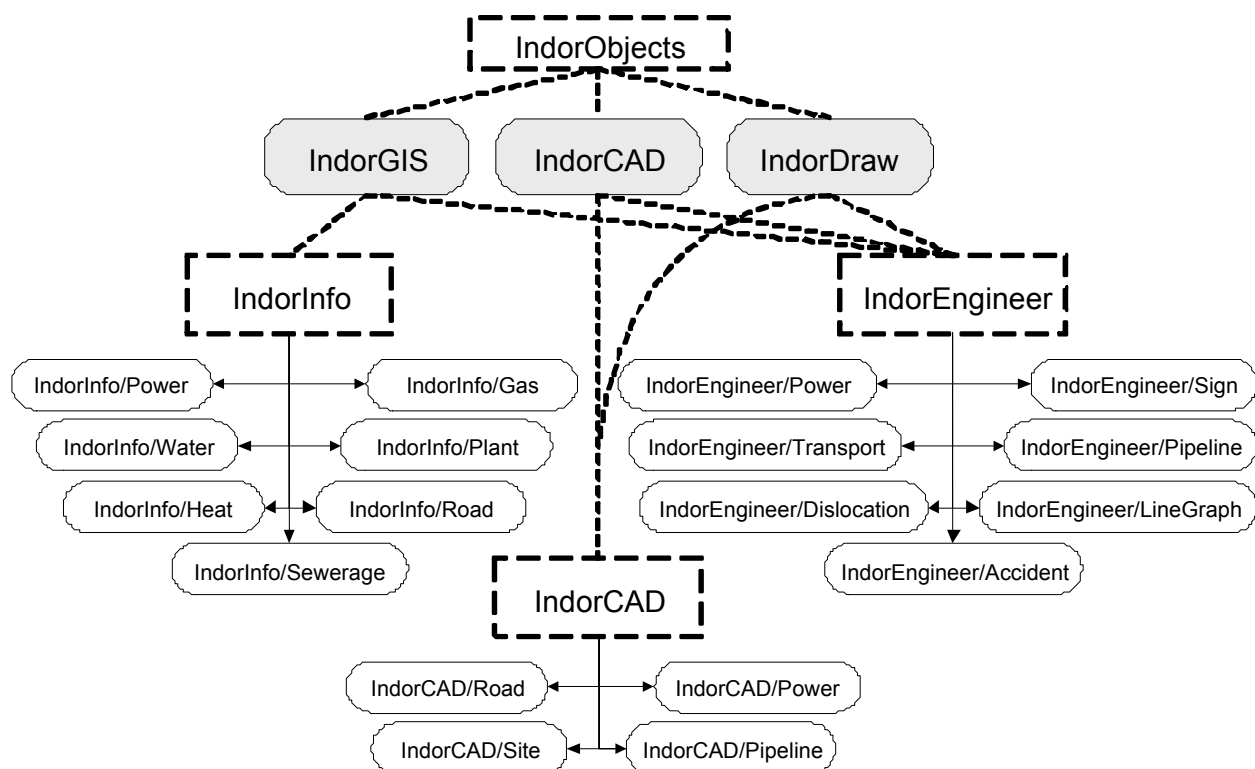 IndorObjects
IndorGIS
IndorCAD
IndorDraw
IndorInfo
IndorEngineer
IndorInfo/Power
IndorInfo/Gas
IndorInfo/Water
IndorInfo/Plant
IndorInfo/Heat
IndorInfo/Road
IndorInfo/Sewerage
IndorEngineer/Power
IndorEngineer/Sign
IndorEngineer/Transport
IndorEngineer/Pipeline
IndorEngineer/Dislocation
IndorEngineer/LineGraph
IndorEngineer/Accident
IndorCAD
IndorCAD/Road
IndorCAD/Power
IndorCAD/Site
IndorCAD/Pipeline